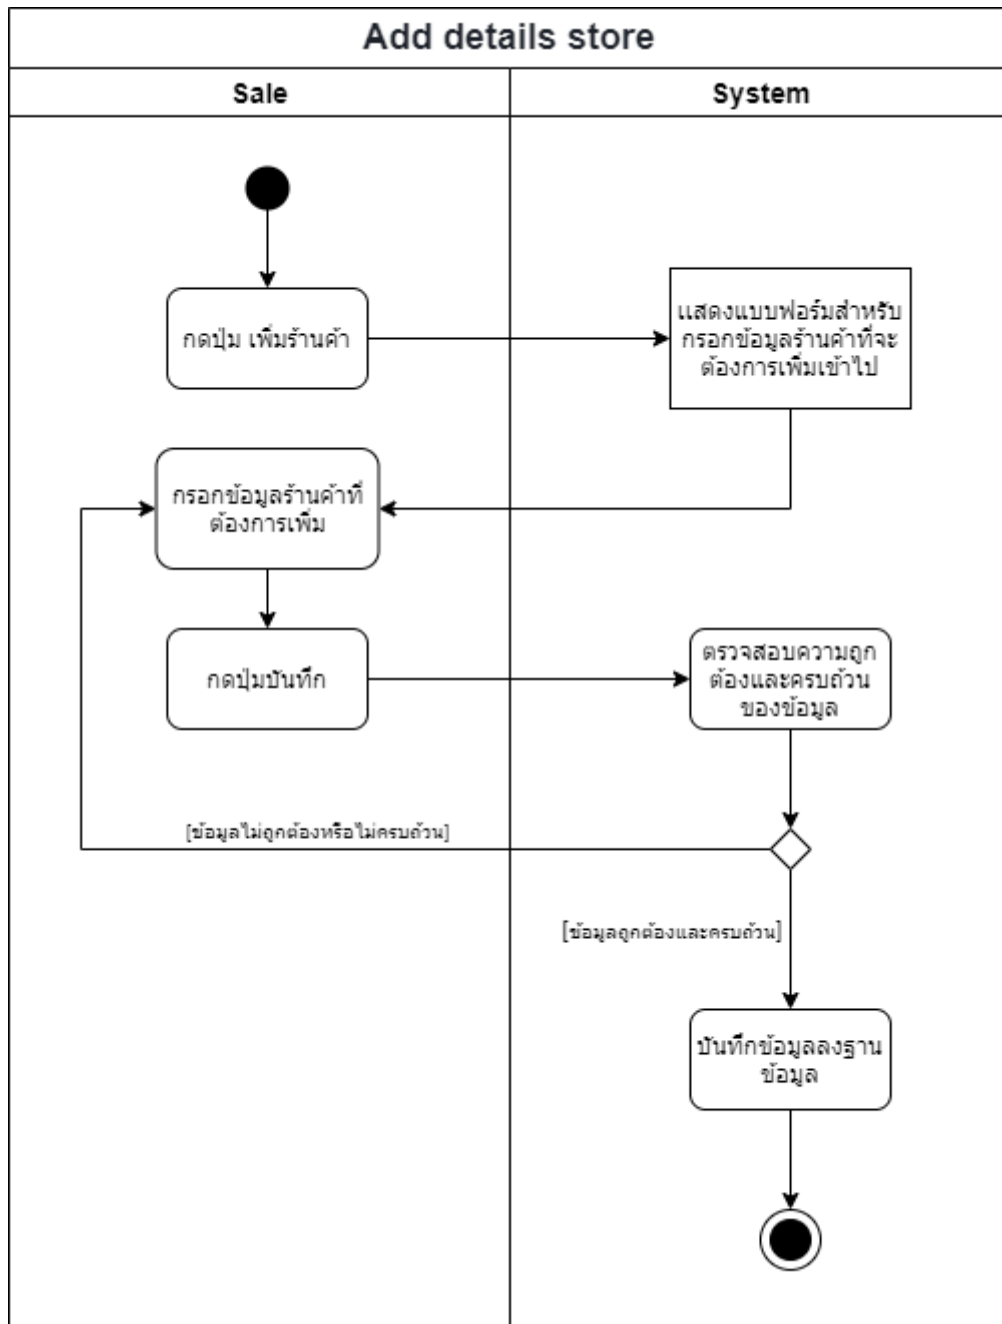 Add details store
Sale
System
กดปุ่ม เพิ่มร้านค้า
แสดงแบบฟอร์มสำหรับ
กรอกข้อมูลร้านค้าที่จะ
ต้องการเพิ่มเข้าไป
กรอกข้อมูลร้านค้าที่
ต้องการเพิ่ม
กดปุ่มบันทึก
ตรวจสอบความถูก
ต้องและครบถ้วน
ของข้อมูล
[ข้อมูลไม่ถูกต้องหรือไม่ครบถ้วน]
[ข้อมูลถูกต้องและครบถ้วน]
บันทึกข้อมูลลงฐาน
ข้อมูล